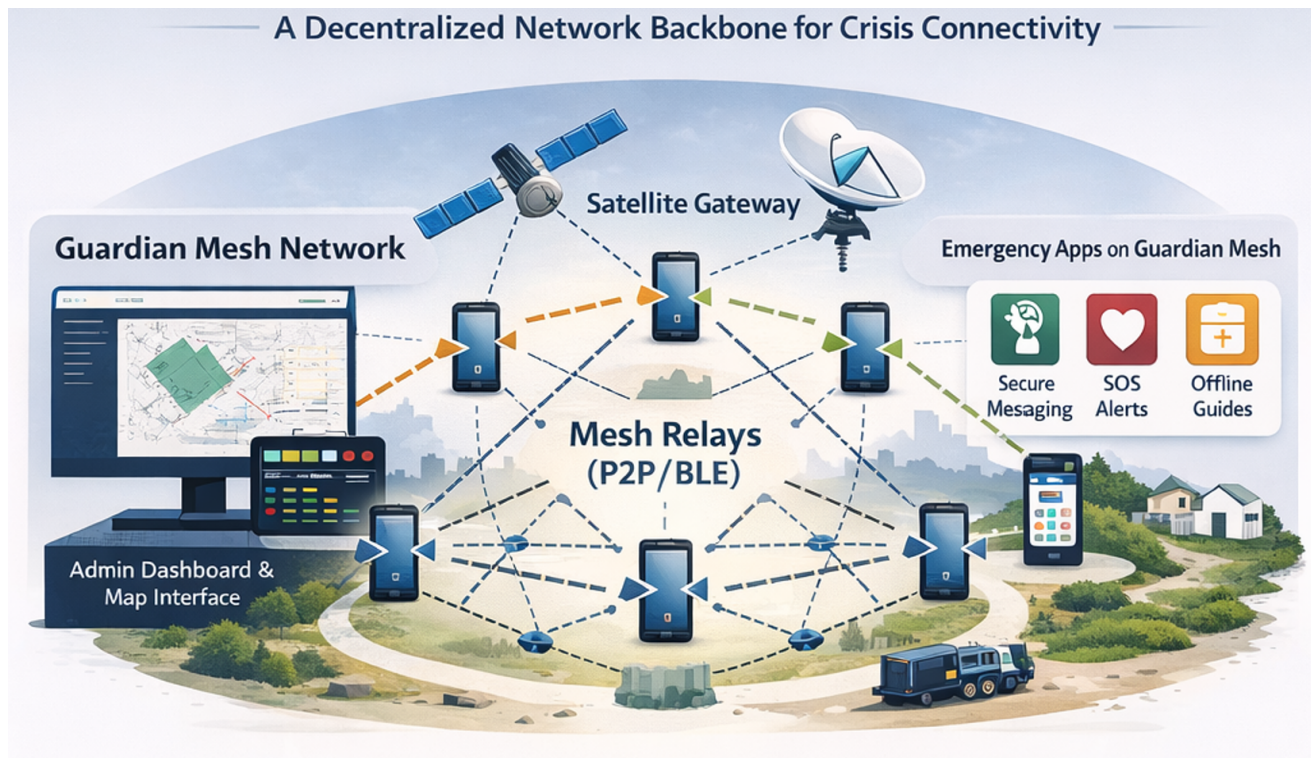 A Decentralized Network Backbone for Crisis Connectivity
Satellite Gateway
Guardian Mesh Network
Emergency Apps on Guardian Mesh
Secure
Mesaging
SOS
Alerts
Offline
Guides
Mesh Relays
(P2P/BLE)
Admin Dashboard &
Map Interface